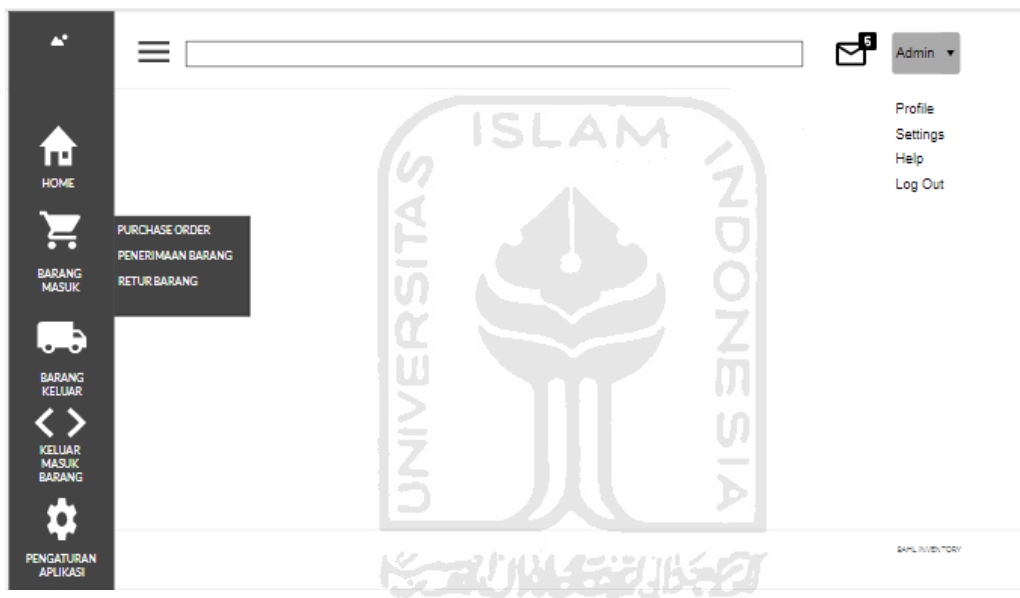 5
Admin
Profile
Settings
Help
Log Out
HOME
BARANG
MASUK
PURCHASE ORDER
PENERIMAAN BARANG
RETUR BARANG
BARANG
KELUAR
KELUAR
MASUK
BARANG
PENGATURAN
APLIKASI
UNIVERSITAS
ISLAM
INDONESIA
BAHL INVENTORY